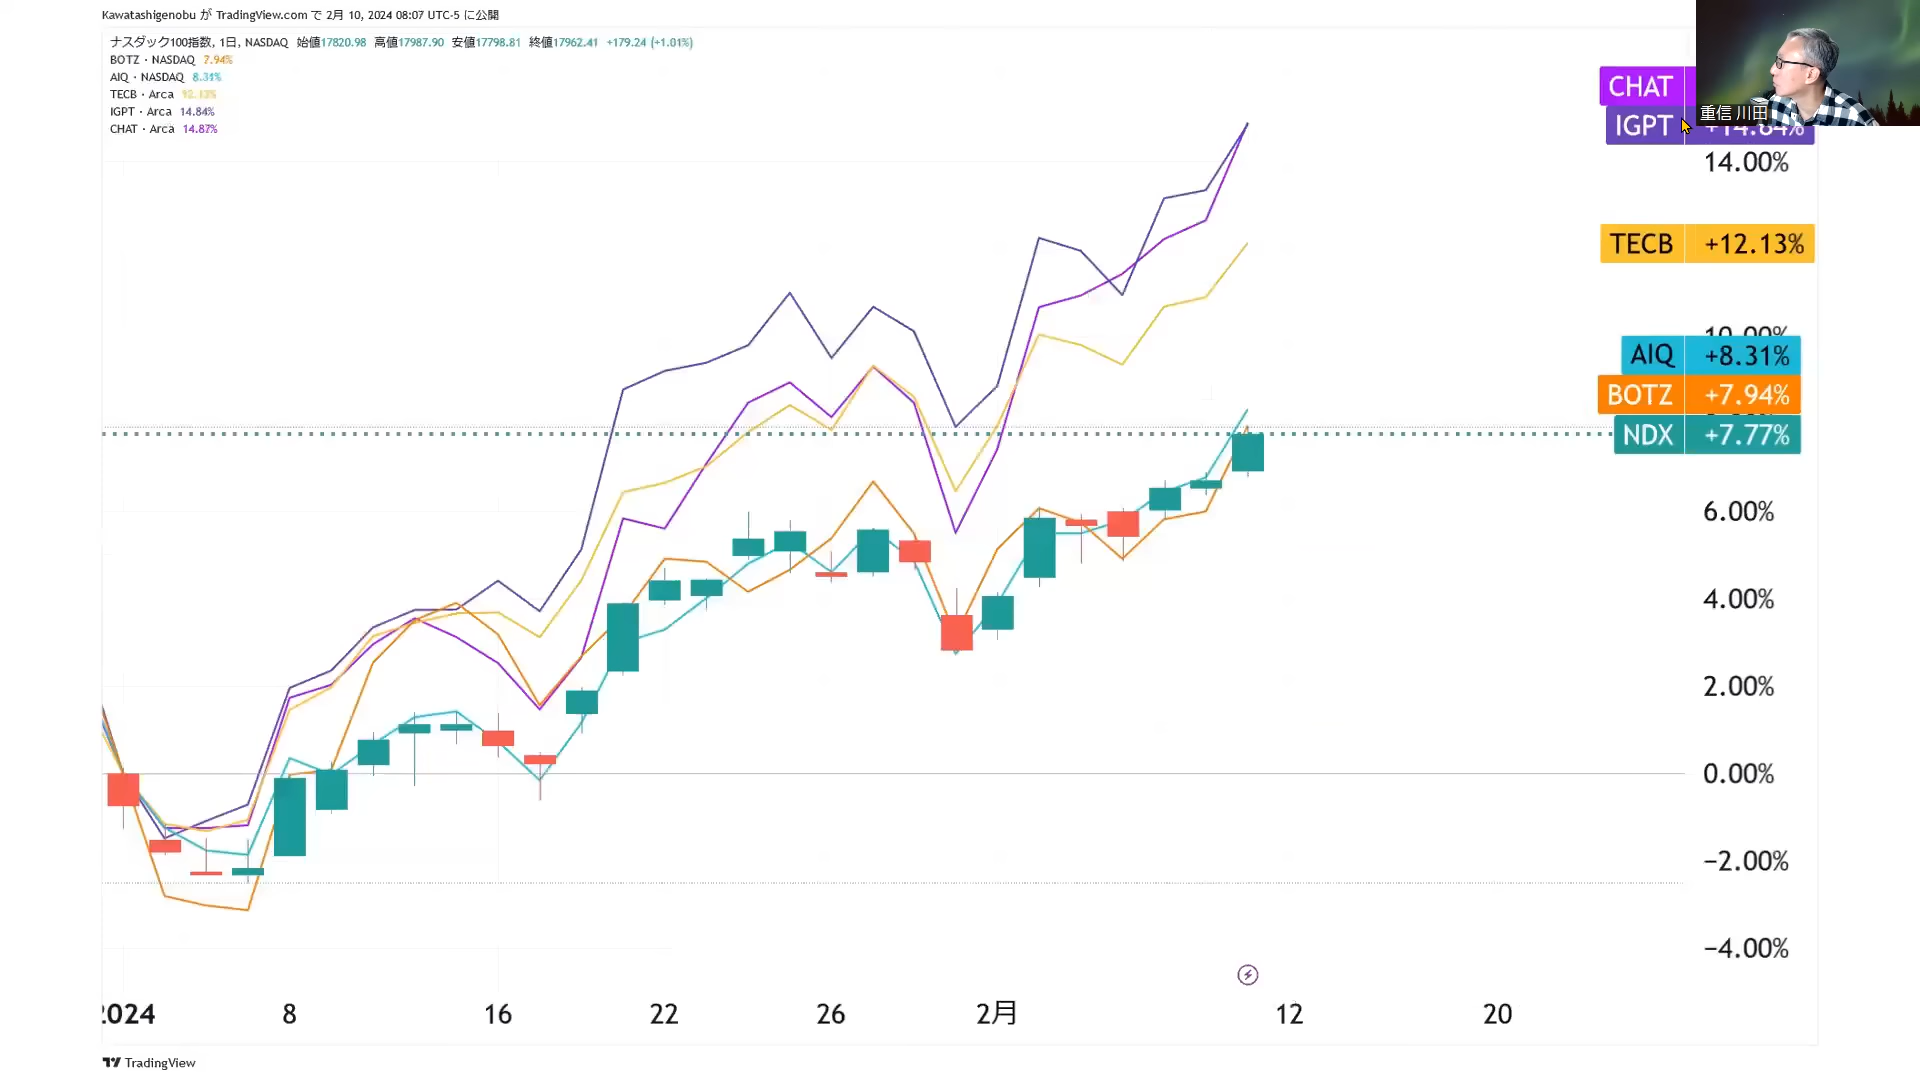 Kawatashigenobu が TradingView.com で 2月 10, 2024 08:07 UTC-5 に公開
ナスダック100指数, 1日, NASDAQ 始値17820.98 高値17987.90 安値17798.81 終値17962.41 +179.24 (+1.01%)
BOTZ · NASDAQ 7.94%
AIQ · NASDAQ 8.31%
TECB · Arca 12.13%
IGPT · Arca 14.84%
CHAT · Arca 14.87%
CHAT
重信 川田
IGPT +14.84%
14.00%
TECB +12.13%
10.00%
AIQ +8.31%
BOTZ +7.94%
NDX +7.77%
6.00%
4.00%
2.00%
0.00%
−2.00%
−4.00%
2024 8 16 22 26 2月 12 20
TradingView